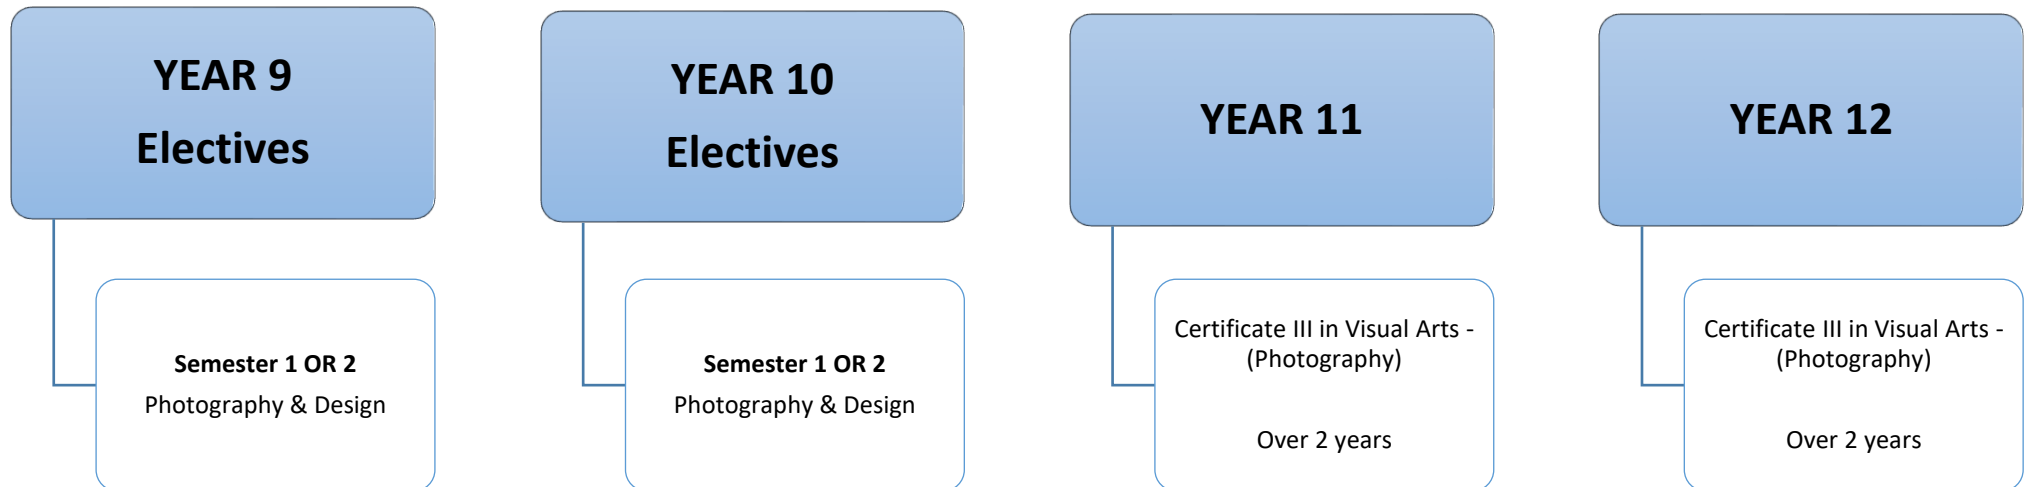 YEAR 9
Electives
Semester 1 OR 2
Photography & Design
YEAR 10
Electives
Semester 1 OR 2
Photography & Design
YEAR 11
Certificate III in Visual Arts -
(Photography)
Over 2 years
YEAR 12
Certificate III in Visual Arts -
(Photography)
Over 2 years